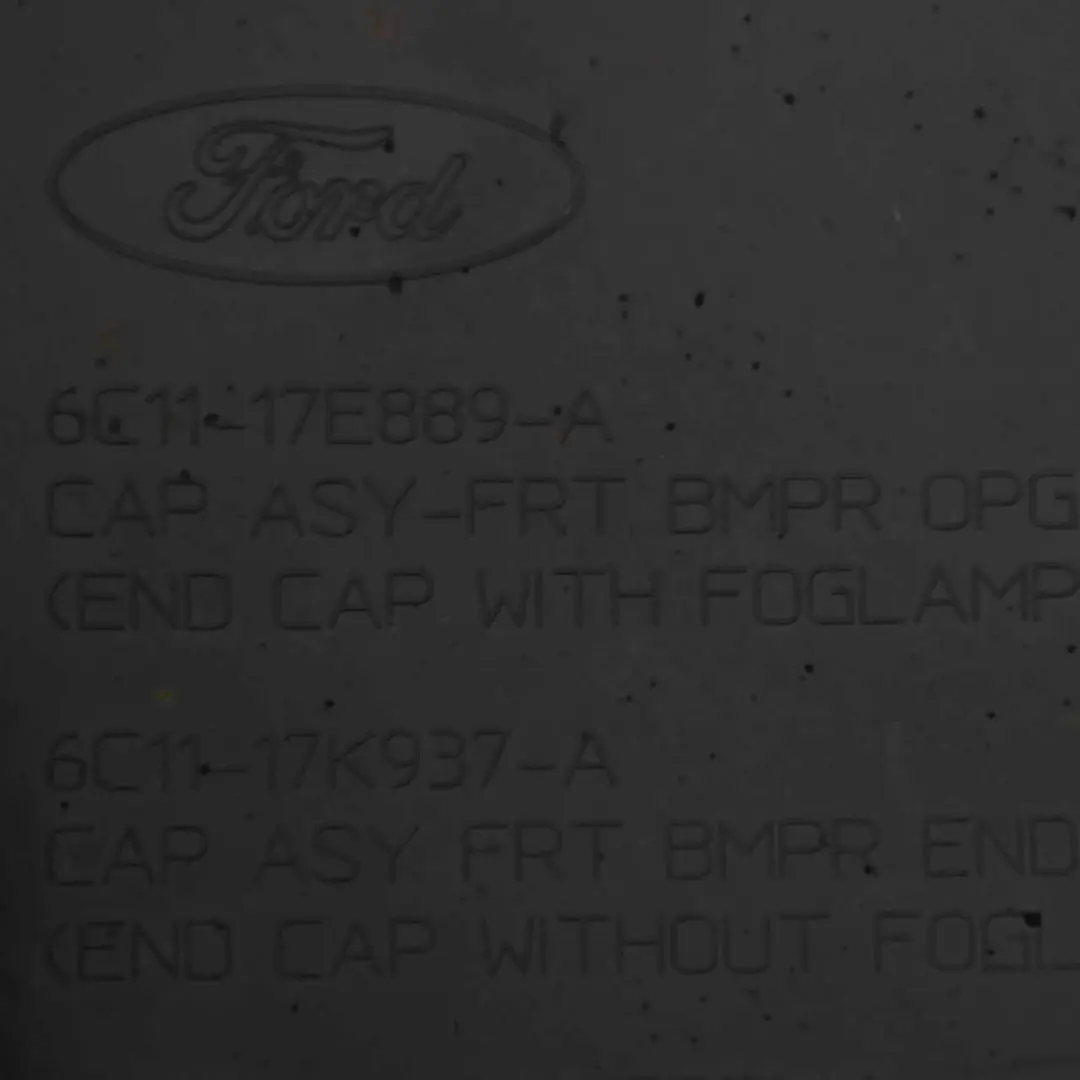 Ford
6C11-17E889-A
CAP ASY-FRT BMPR OPG
(END CAP WITH FOGLAMP
6C11-17K937-A
CAP ASY FRT BMPR END
(END CAP WITHOUT FOGL